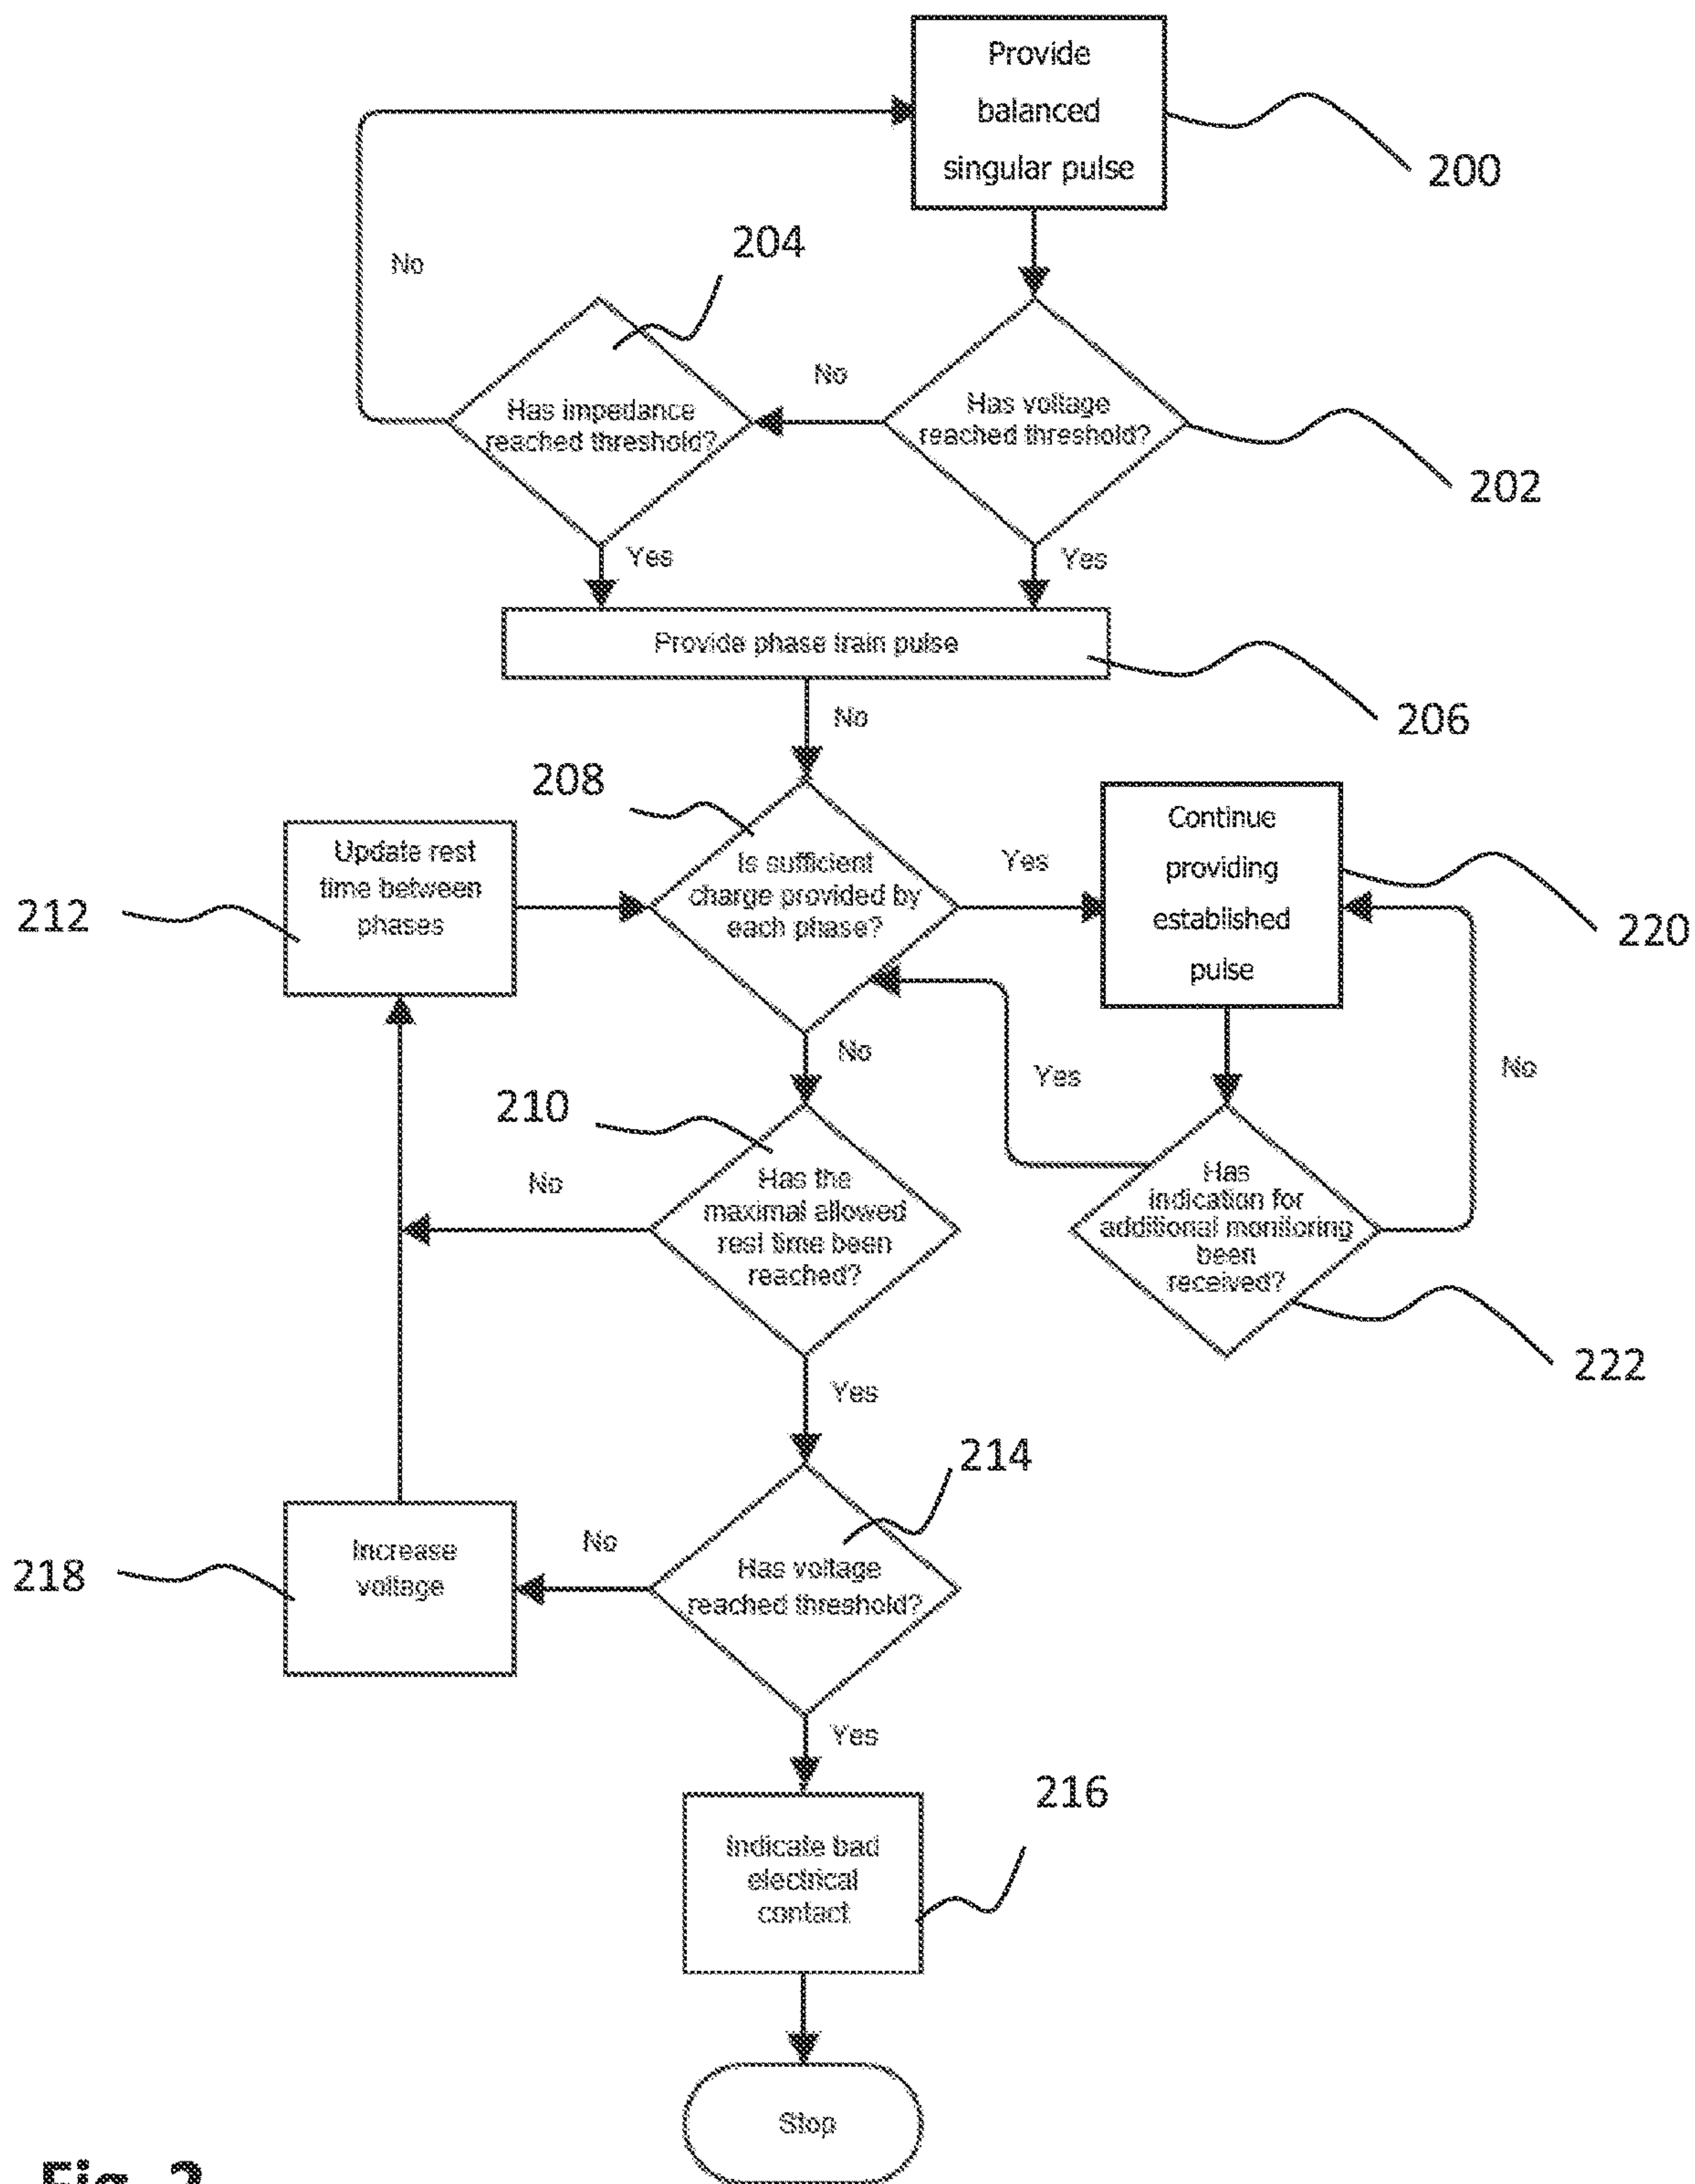 Provide
balanced
singular pulse
200
204
No
Has impedance
reached threshold?
No
Has voltage
reached threshold?
202
Yes
Yes
Provide phase train pulse
206
No
208
Update rest
time between
phases
212
Is sufficient
charge provided by
each phase?
Yes
Continue
providing
established
pulse
220
No
Yes
No
210
No
Has the
maximal allowed
rest time been
reached?
Has
indication for
additional monitoring
been
received?
222
Yes
214
Increase
voltage
218
No
Has voltage
reached threshold?
Yes
216
Indicate bad
electrical
contact
Stop
Fig. 2